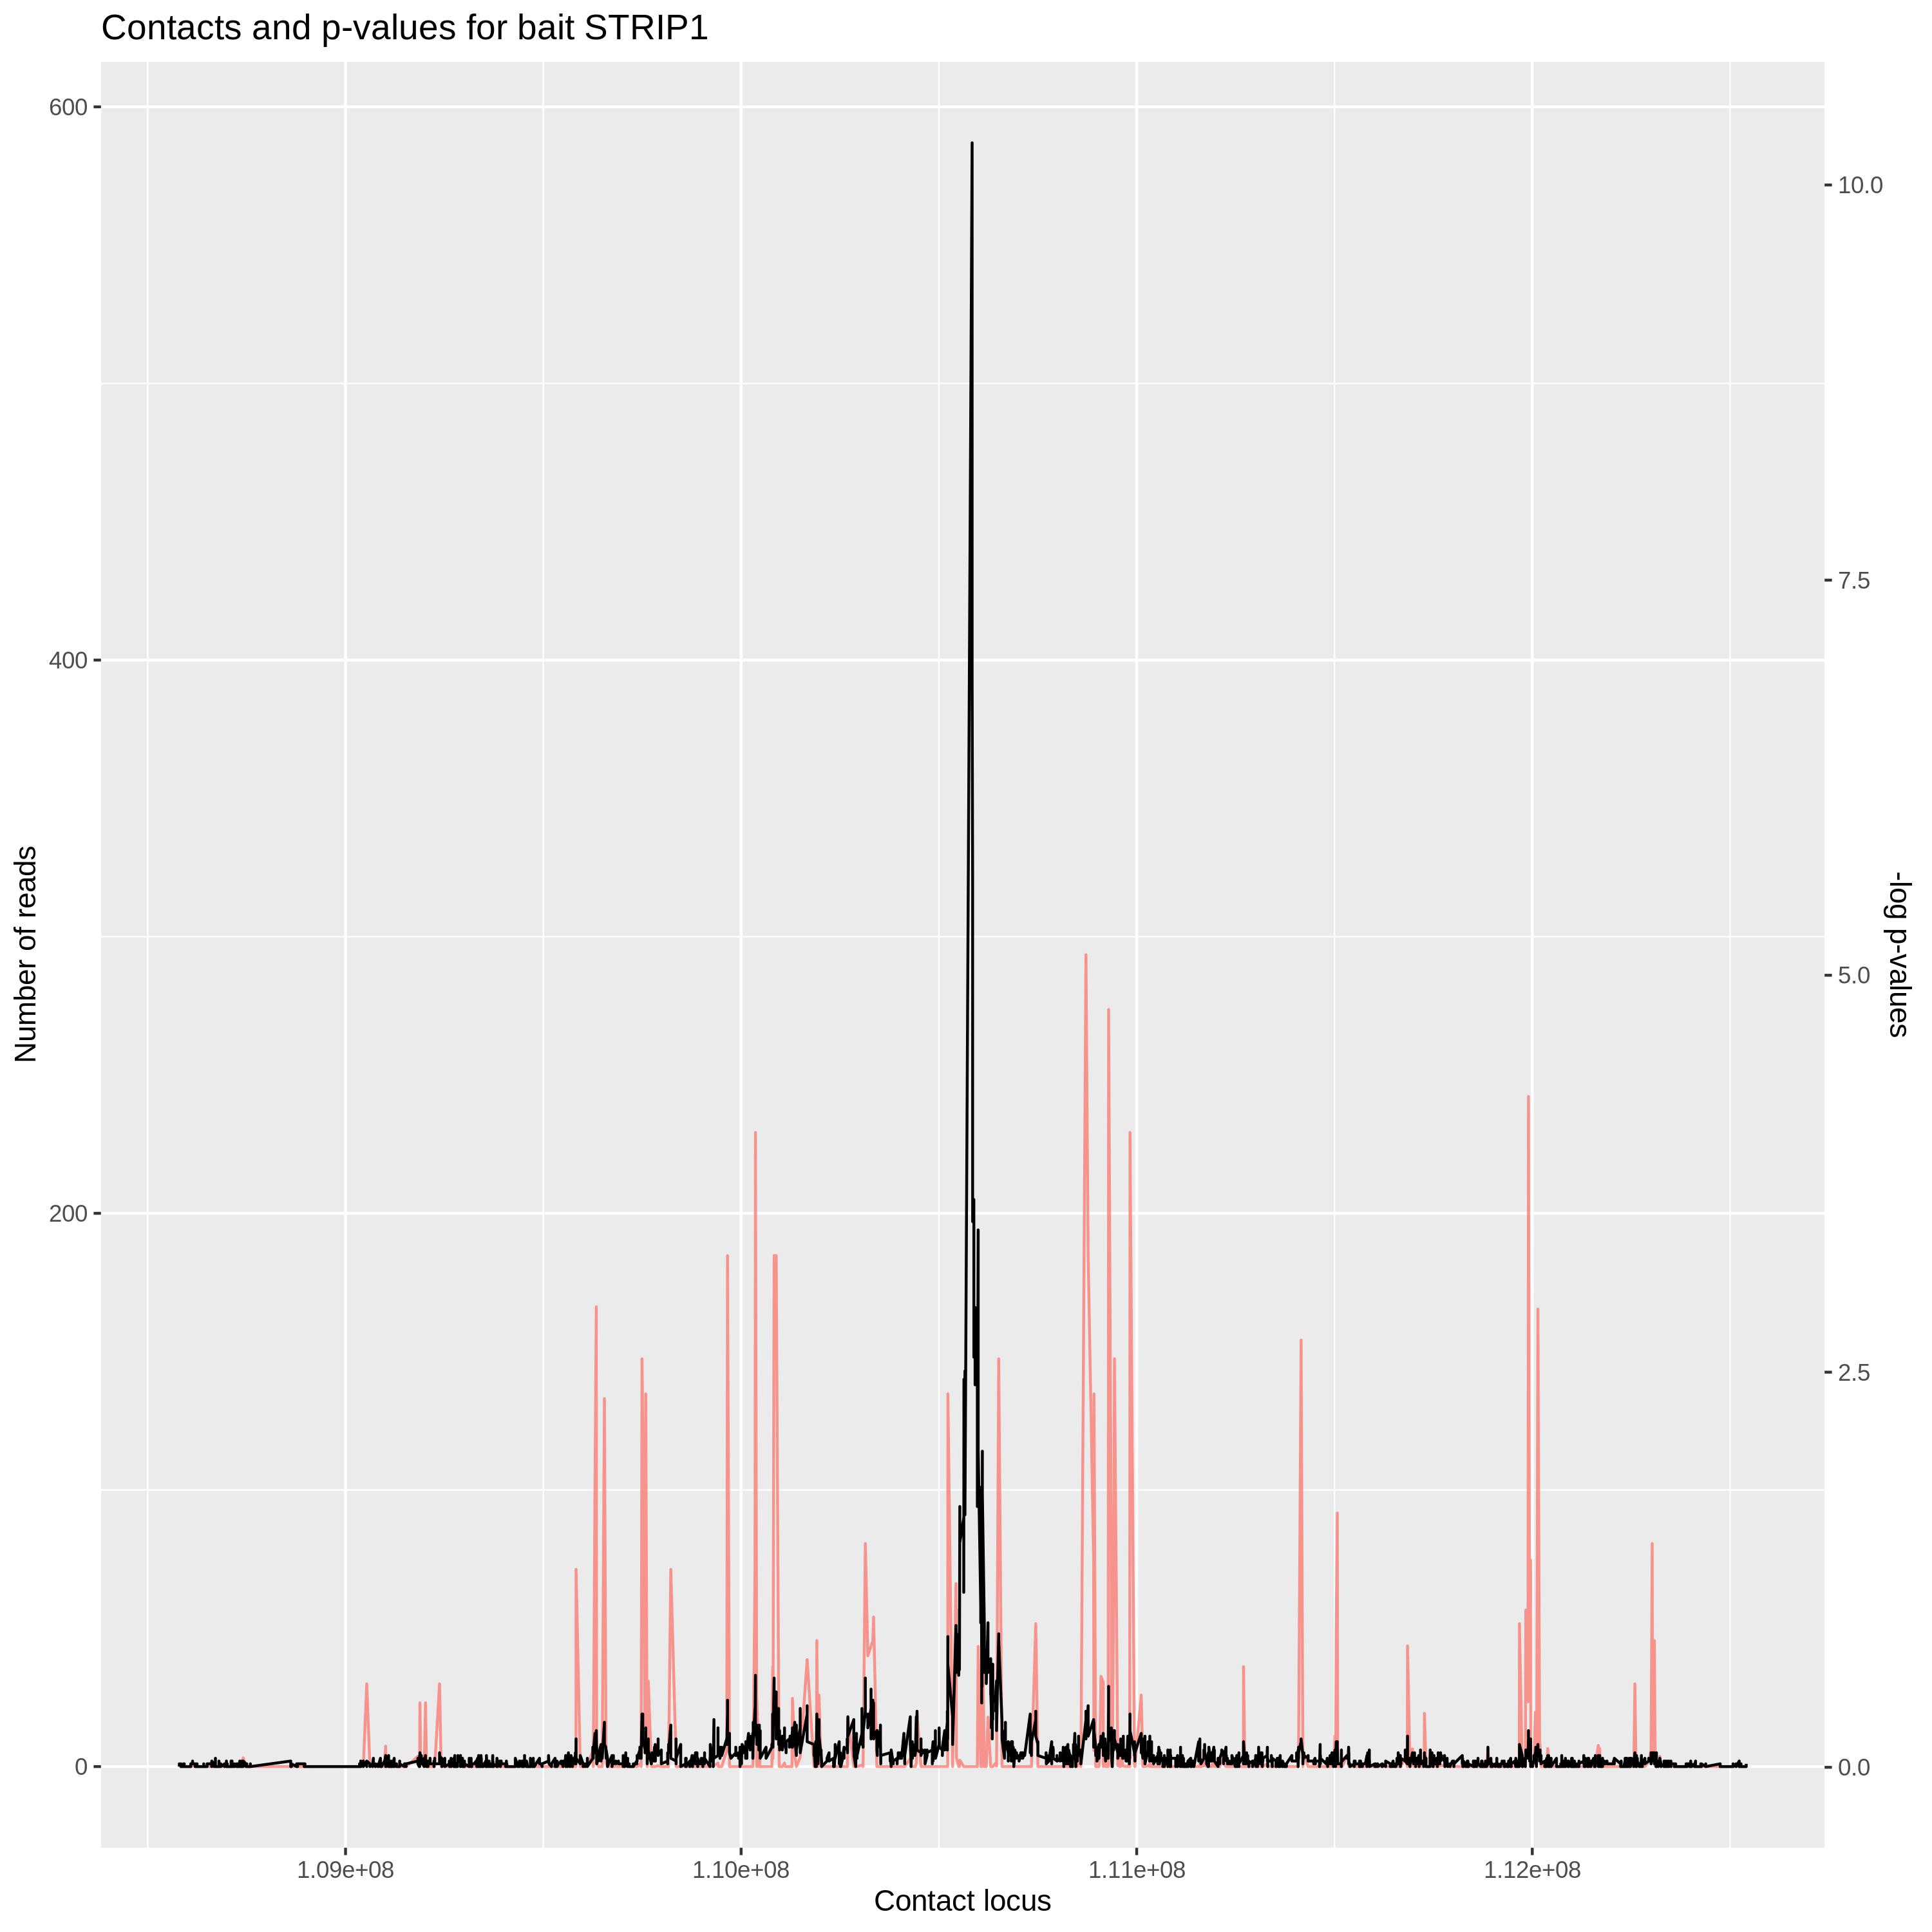 Contacts and p-values for bait STRIP1
600
400
200
0
Number of reads
10.0
7.5
5.0
2.5
0.0
-log p-values
1.09e+08
1.10e+08
1.11e+08
1.12e+08
Contact locus